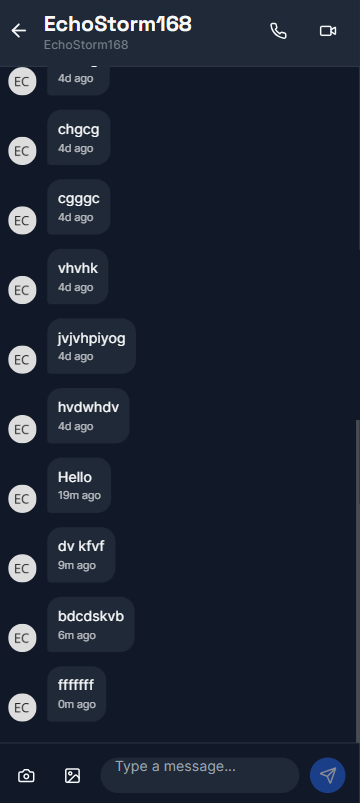 EchoStorm168
EchoStorm168
EC
4d ago
chgcg
EC
4d ago
cgggc
EC
4d ago
vhvhk
EC
4d ago
jvjvhpiyog
EC
4d ago
hvdwhdv
EC
4d ago
Hello
EC
19m ago
dv kfvf
EC
9m ago
bdcdskvb
EC
6m ago
fffffff
EC
0m ago
Type a message...